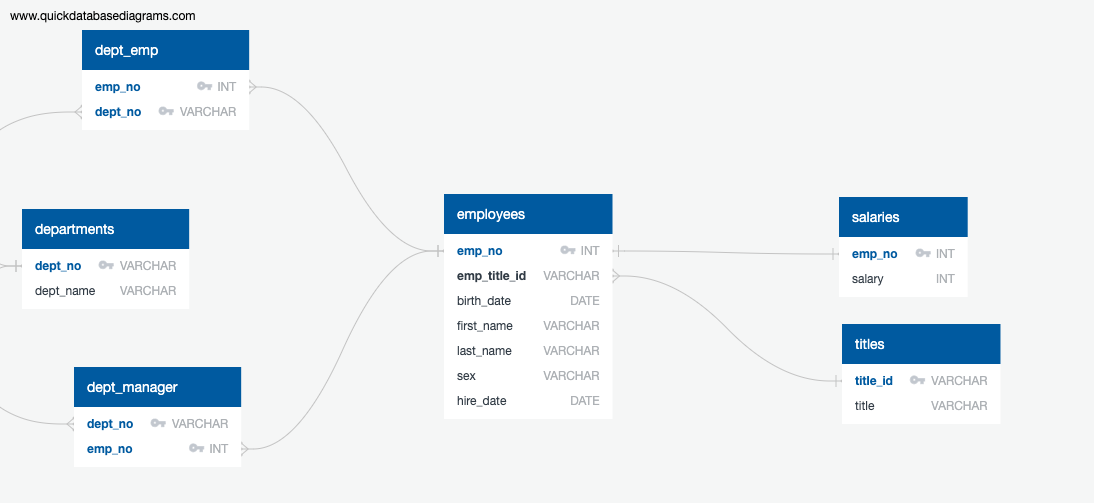 www.quickdatabasediagrams.com
dept_emp
emp_no INT
dept_no VARCHAR
departments
dept_no VARCHAR
dept_name VARCHAR
dept_manager
dept_no VARCHAR
emp_no INT
employees
emp_no INT
emp_title_id VARCHAR
birth_date DATE
first_name VARCHAR
last_name VARCHAR
sex VARCHAR
hire_date DATE
salaries
emp_no INT
salary INT
titles
title_id VARCHAR
title VARCHAR